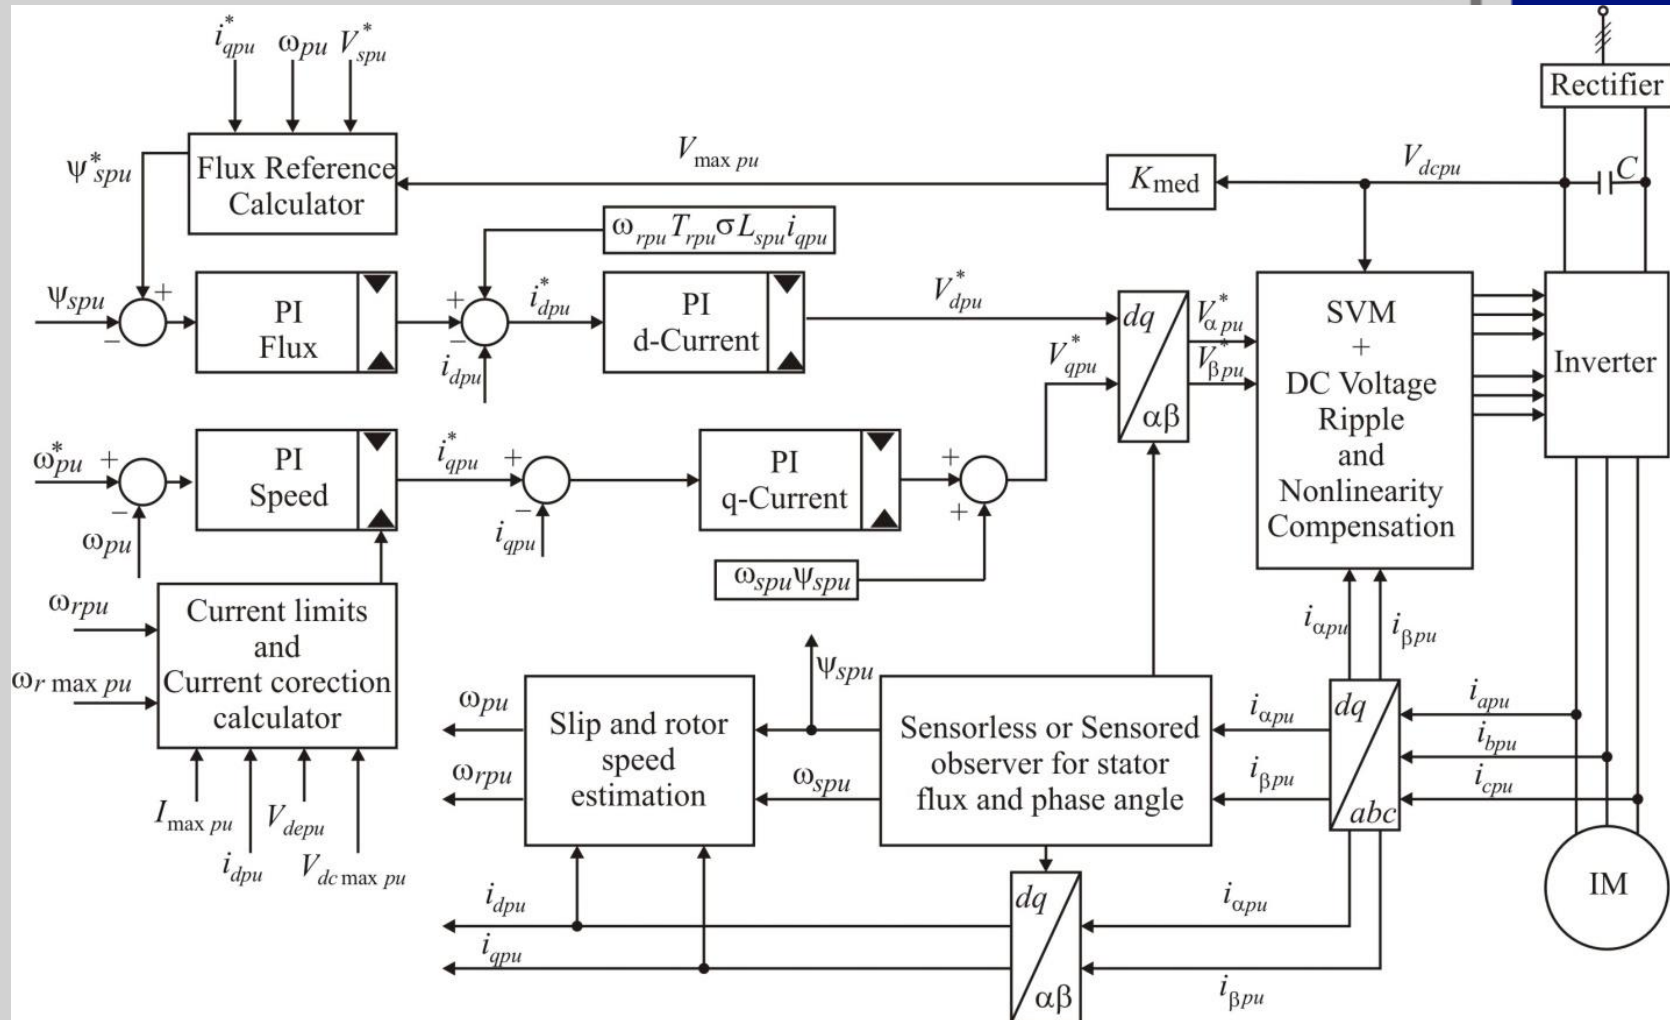 i*qpu ωpu V*spu
Rectifier
ψ*spu
Flux Reference
Calculator
Vmax pu
Kmed
Vdcpu
C
ωrpu Trpu σ Lspu iqpu
ψspu
+
−
PI
Flux
+
−
idpu
i*dpu
PI
d-Current
V*dpu
V*qpu
dq
αβ
V*αpu
V*βpu
SVM
+
DC Voltage
Ripple
and
Nonlinearity
Compensation
Inverter
ω*pu
+
−
ωpu
PI
Speed
i*qpu
+
−
iqpu
PI
q-Current
+
+
ωspuψspu
ωrpu
ωr max pu
Current limits
and
Current corection
calculator
Imax pu
idpu
Vdepu
Vdc max pu
ωpu
ωrpu
Slip and rotor
speed
estimation
ψspu
ωspu
Sensorless or Sensored
observer for stator
flux and phase angle
iαpu
iβpu
iαpu
iβpu
dq
abc
iapu
ibpu
icpu
IM
idpu
iqpu
dq
αβ
iαpu
iβpu